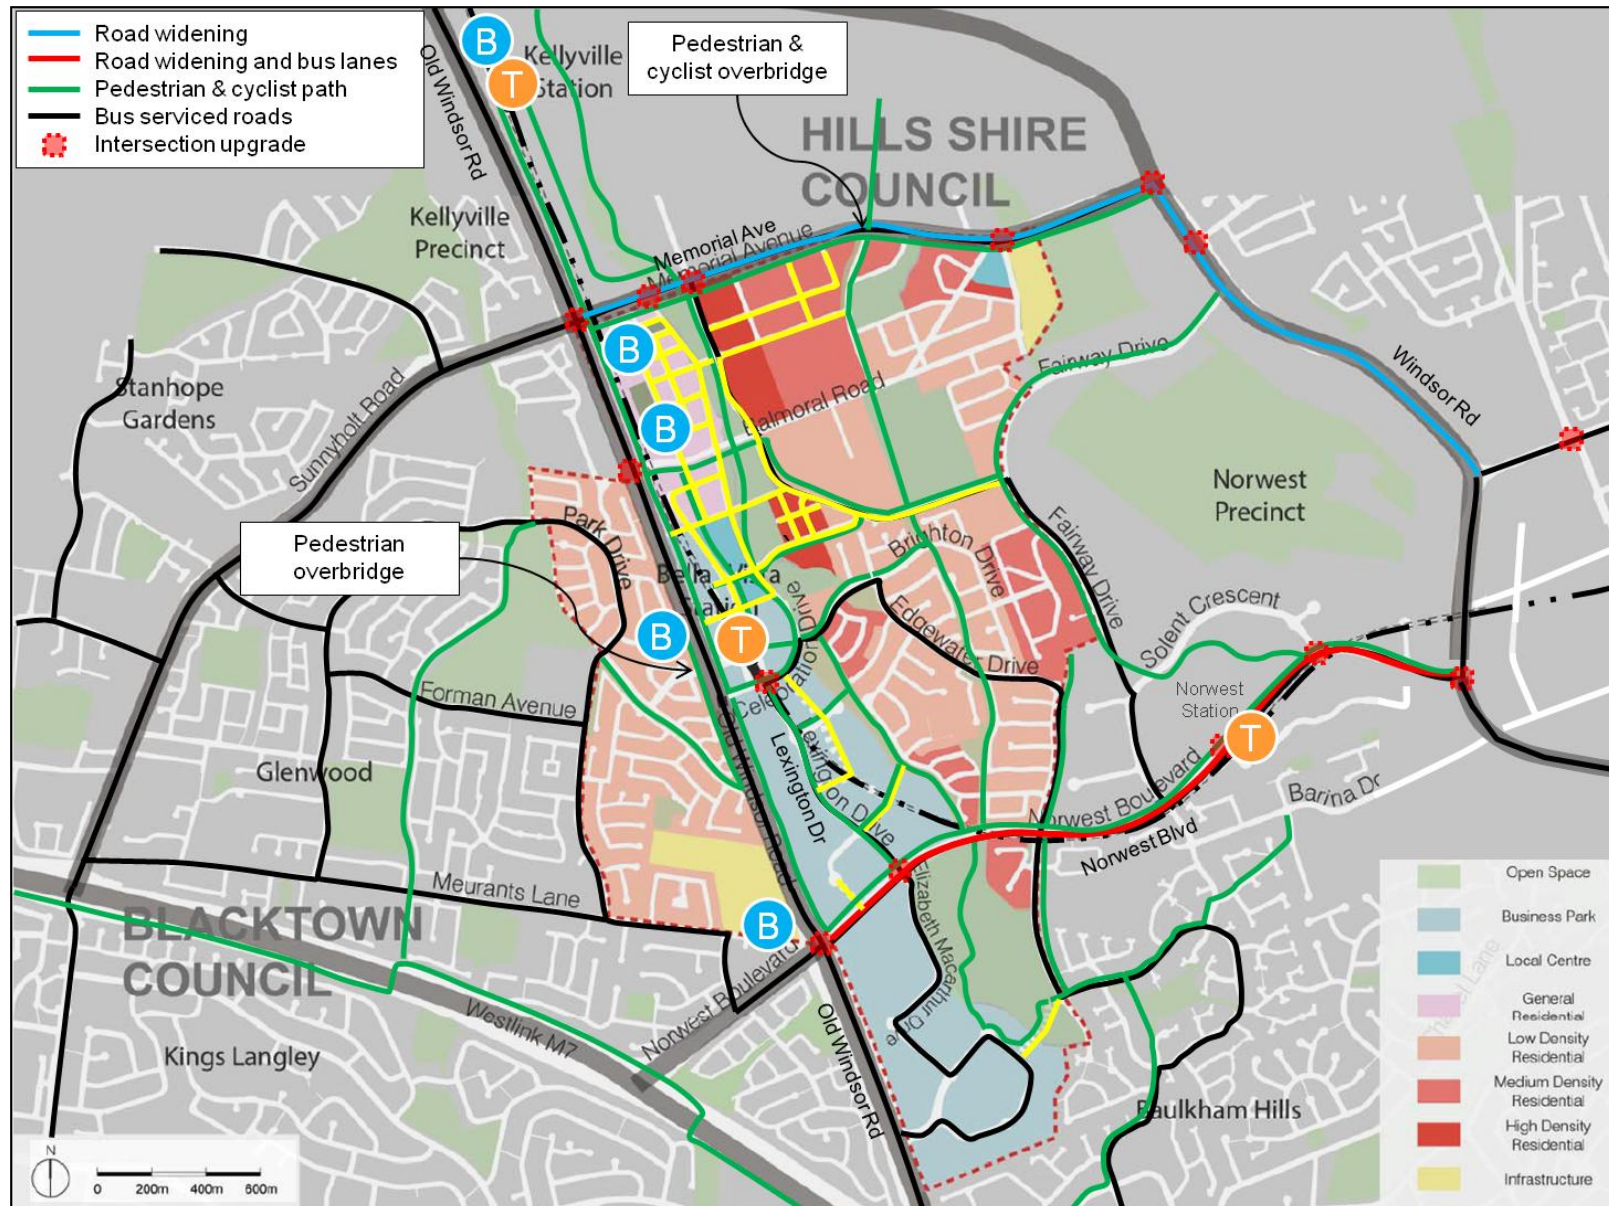 Road widening
Road widening and bus lanes
Pedestrian & cyclist path
Bus serviced roads
Intersection upgrade
B
T
Kellyville
Station
Old Windsor Rd
Pedestrian &
cyclist overbridge
HILLS SHIRE
COUNCIL
Kellyville
Precinct
Memorial Ave
Memorial Avenue
B
Stanhope
Gardens
Sunnyholt Road
B
Balmoral Road
Fairway Drive
Windsor Rd
Norwest
Precinct
Park Drive
Pedestrian
overbridge
Brighton Drive
Fairway Drive
Bella Vista
Station
B
T
Edgewater Drive
Solent Crescent
Celebration Drive
Forman Avenue
Norwest
Station
T
Glenwood
Old Windsor Road
Lexington Dr
Lexington Drive
Norwest Boulevard
Norwest Blvd
Barina Dr
Meurants Lane
B
Elizabeth Macarthur Drive
BLACKTOWN
COUNCIL
Westlink M7
Norwest Boulevard
Old Windsor Rd
Kings Langley
Baulkham Hills
Open Space
Business Park
Local Centre
General
Residential
Low Density
Residential
Medium Density
Residential
High Density
Residential
Infrastructure
N
0 200m 400m 600m